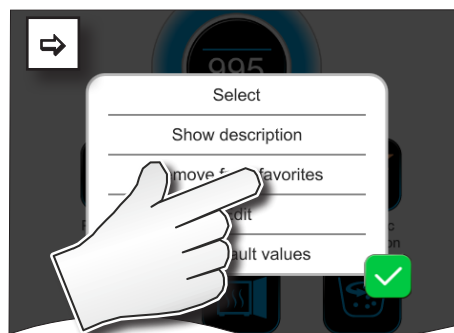 995
Select
Show description
move favorites
dit
ault values